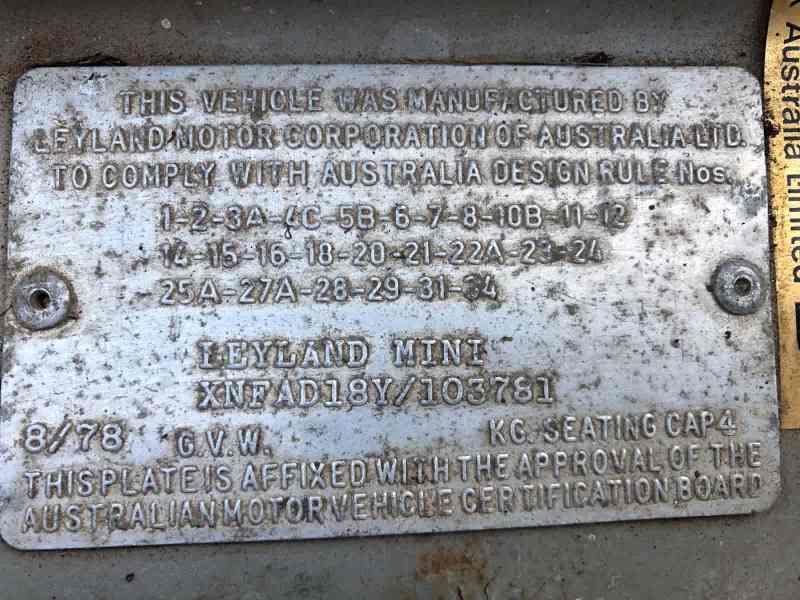 THIS VEHICLE WAS MANUFACTURED BY
LEYLAND MOTOR CORPORATION OF AUSTRALIA LTD.
TO COMPLY WITH AUSTRALIA DESIGN RULE Nos.
1-2-3A-4C-5B-6-7-8-10B-11-12
14-15-16-18-20-21-22A-23-24
25A-27A-28-29-31-34
LEYLAND MINI
XNFAD18Y/103781
8/78 G.V.W. KG. SEATING CAP 4
THIS PLATE IS AFFIXED WITH THE APPROVAL OF THE
AUSTRALIAN MOTOR VEHICLE CERTIFICATION BOARD
Australia Limited